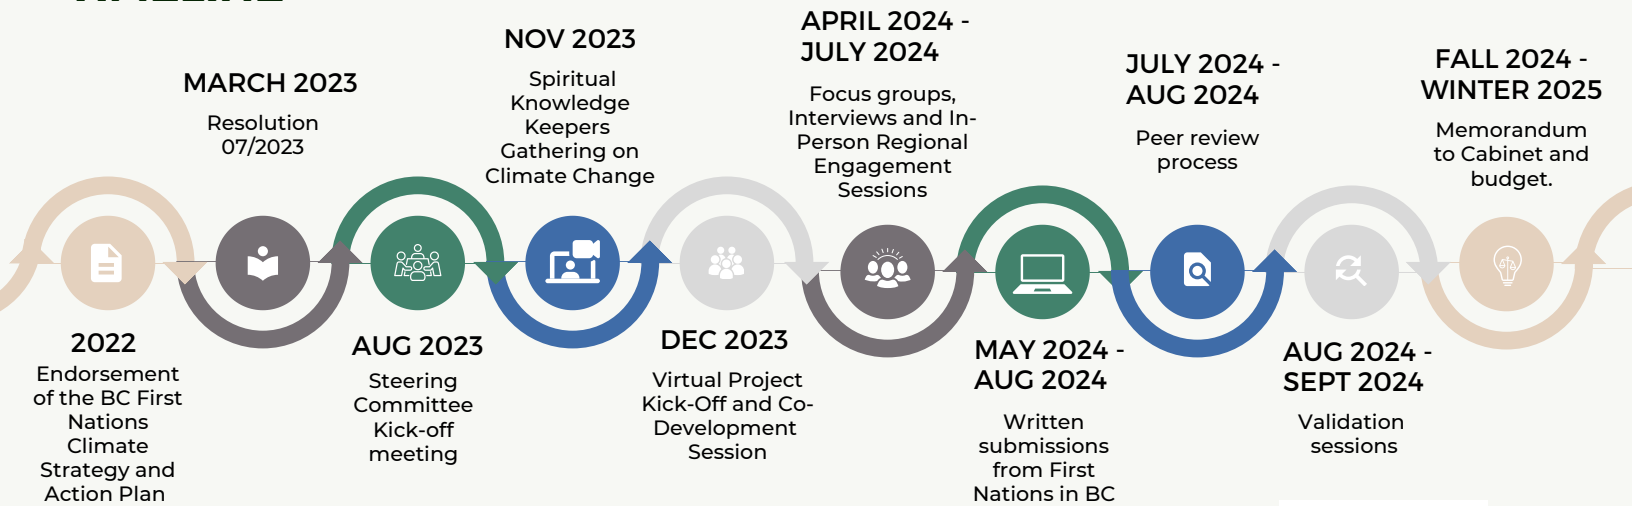 2022
Endorsement
of the BC First
Nations
Climate
Strategy and
Action Plan
MARCH 2023
Resolution
07/2023
AUG 2023
Steering
Committee
Kick-off
meeting
NOV 2023
Spiritual
Knowledge
Keepers
Gathering on
Climate Change
DEC 2023
Virtual Project
Kick-Off and Co-
Development
Session
APRIL 2024 -
JULY 2024
Focus groups,
Interviews and In-
Person Regional
Engagement
Sessions
MAY 2024 -
AUG 2024
Written
submissions
from First
Nations in BC
JULY 2024 -
AUG 2024
Peer review
process
AUG 2024 -
SEPT 2024
Validation
sessions
FALL 2024 -
WINTER 2025
Memorandum
to Cabinet and
budget.